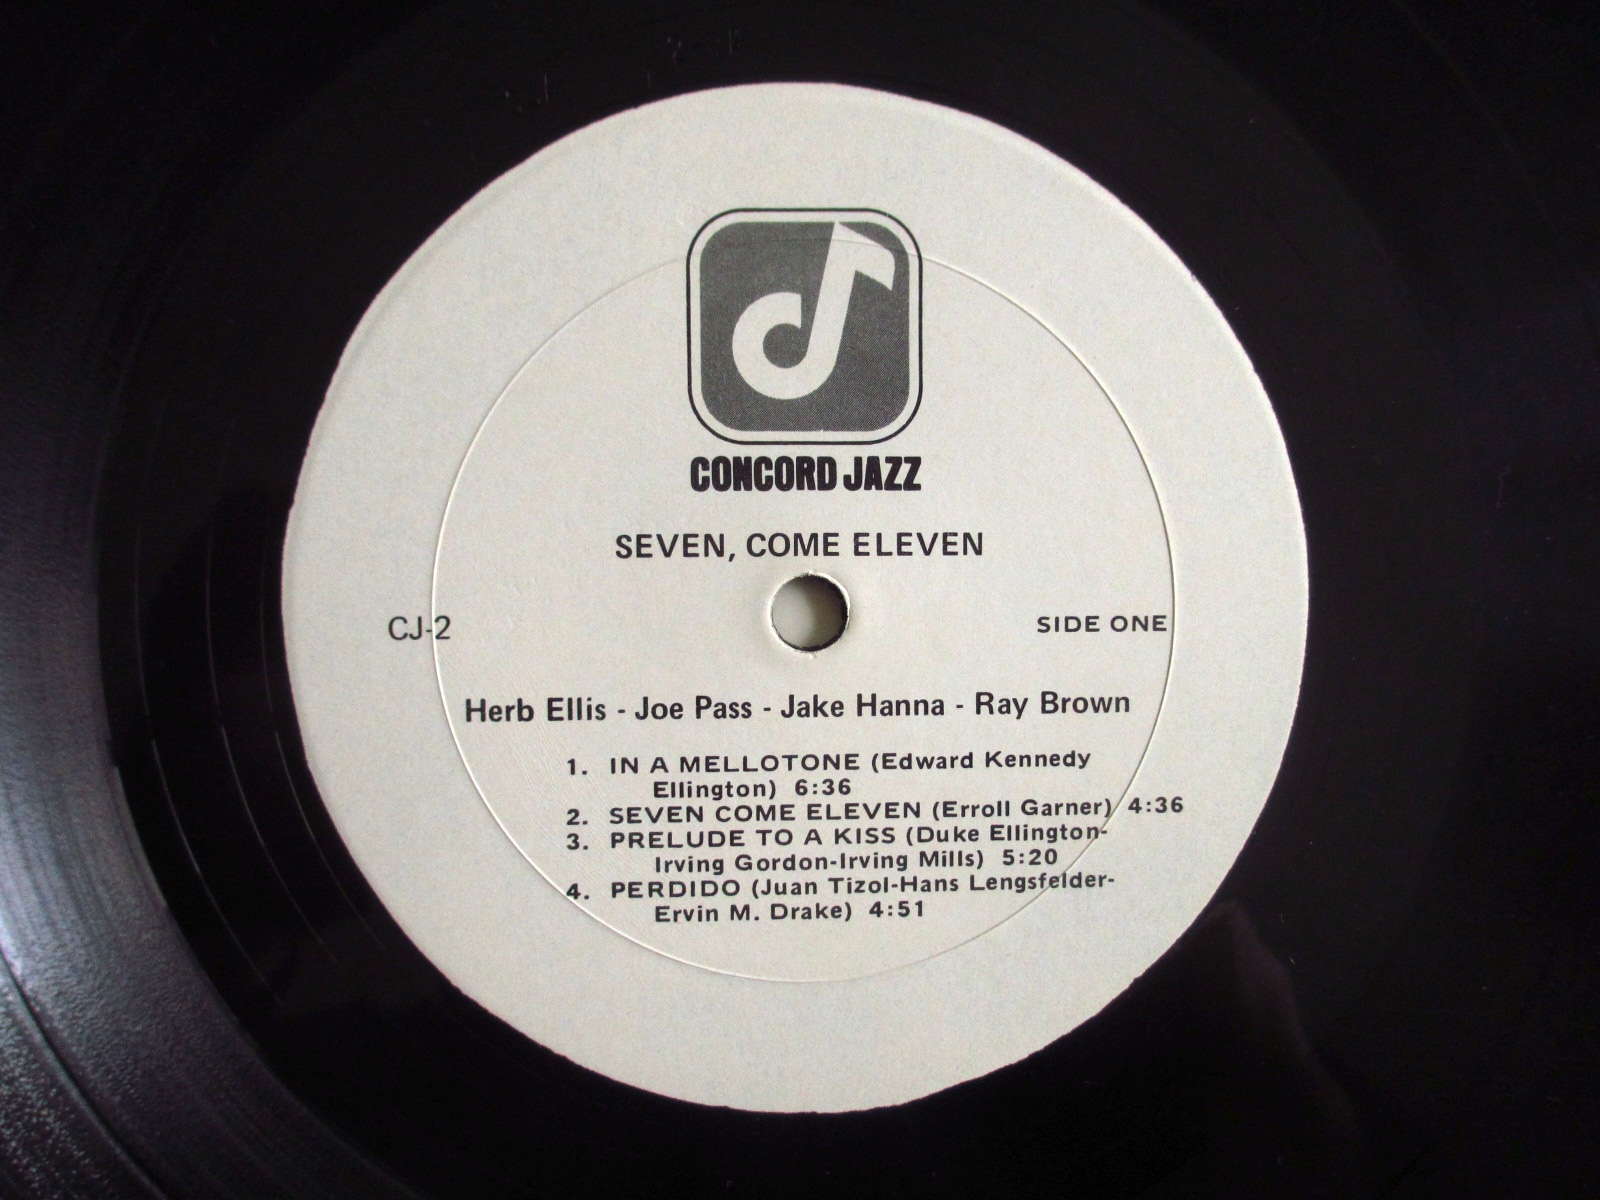 CONCORD JAZZ
SEVEN, COME ELEVEN
CJ-2
SIDE ONE
Herb Ellis - Joe Pass - Jake Hanna - Ray Brown
1. IN A MELLOTONE (Edward Kennedy
Ellington) 6:36
2. SEVEN COME ELEVEN (Erroll Garner) 4:36
3. PRELUDE TO A KISS (Duke Ellington-
Irving Gordon-Irving Mills) 5:20
4. PERDIDO (Juan Tizol-Hans Lengsfelder-
Ervin M. Drake) 4:51